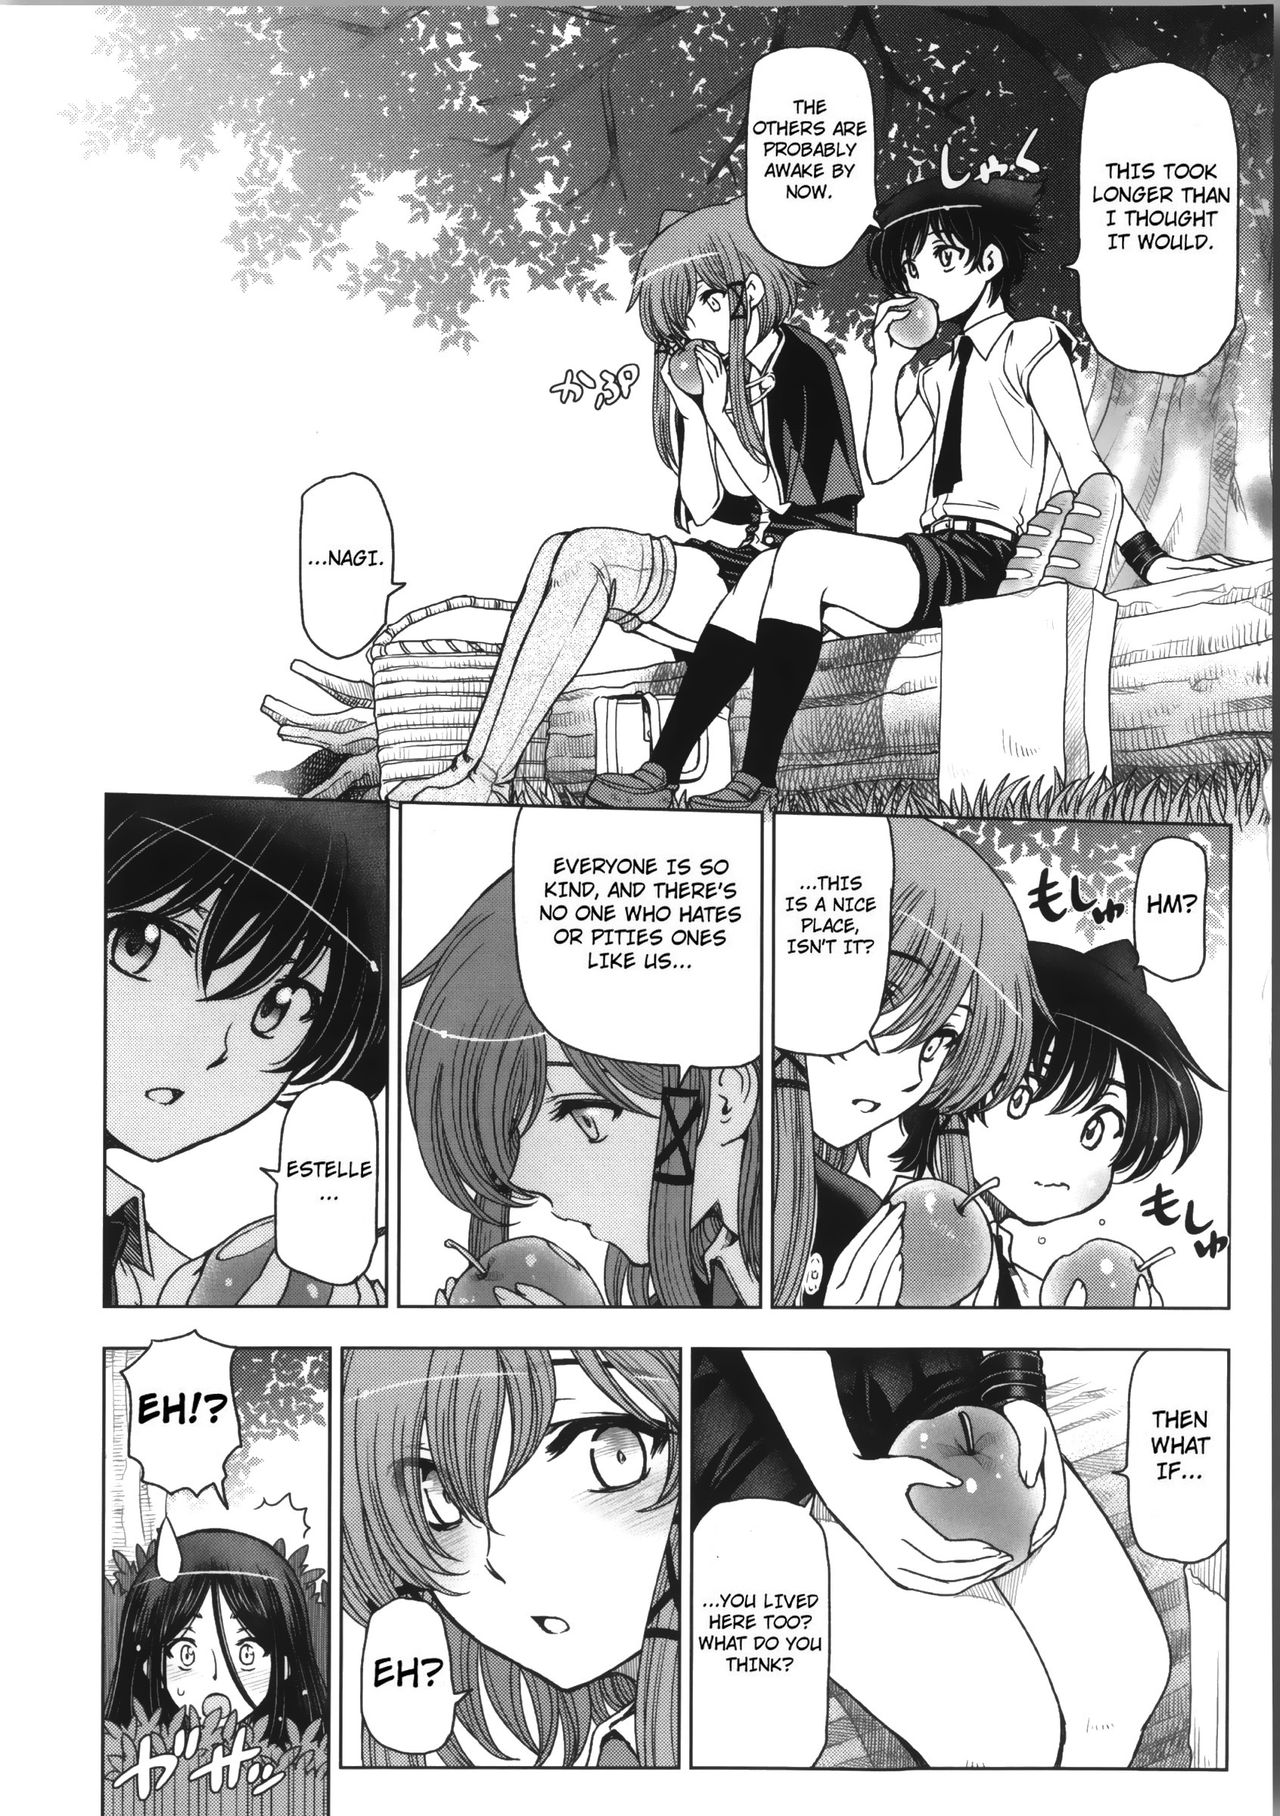 THIS TOOK
LONGER THAN
I THOUGHT
IT WOULD.
THE
OTHERS ARE
PROBABLY
AWAKE BY
NOW.
しゃく
かぷ
...NAGI.
HM?
もしゅ
もしゅ
...THIS
IS A NICE
PLACE,
ISN'T IT?
EVERYONE IS SO
KIND, AND THERE'S
NO ONE WHO HATES
OR PITIES ONES
LIKE US...
ESTELLE
...
THEN
WHAT
IF...
...YOU LIVED
HERE TOO?
WHAT DO YOU
THINK?
EH?
EH!?
ガサッ